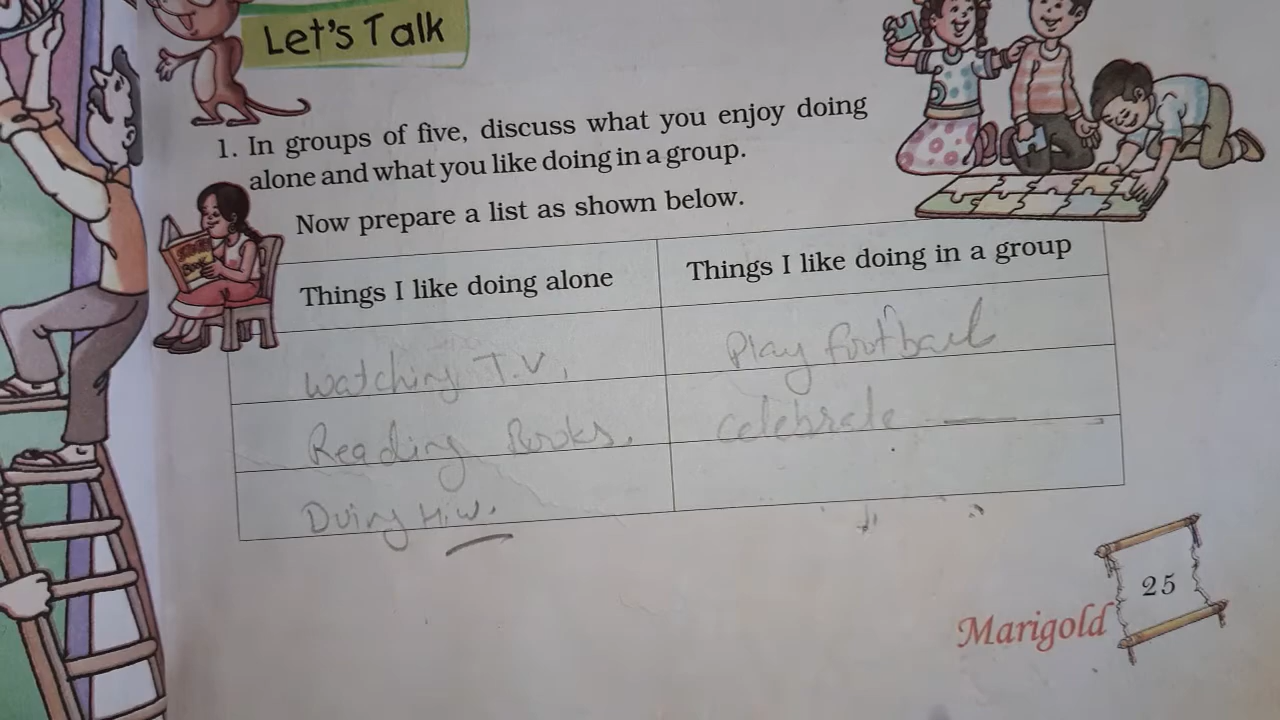 Let's Talk
1. In groups of five, discuss what you enjoy doing
alone and what you like doing in a group.
Now prepare a list as shown below.
Things I like doing alone
Things I like doing in a group
Watching T.V.
Play football
Reading Books.
Celebrate
Doing H.W.
25
Marigold